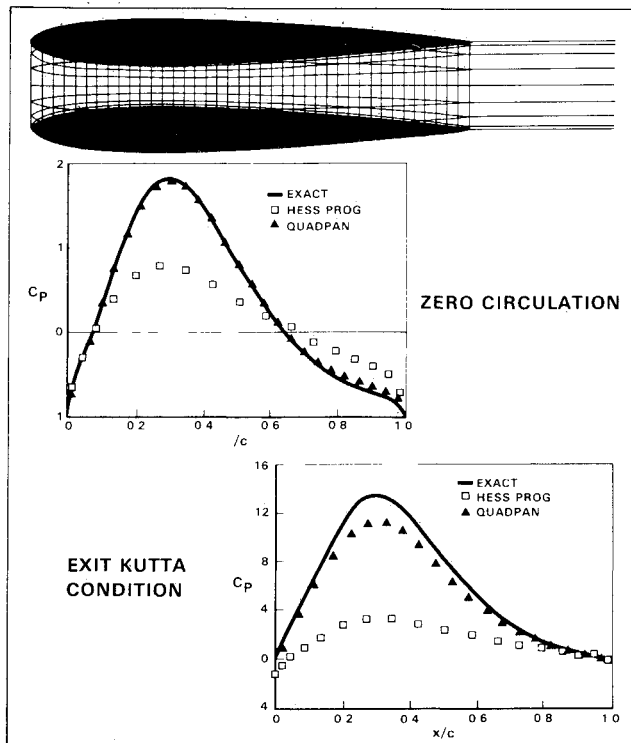 2
EXACT
HESS PROG
QUADPAN
1
CP
0
1
0 0 2 0 4 0 6 0 8 1 0
/c
ZERO CIRCULATION
16
EXACT
HESS PROG
QUADPAN
12
8
CP
4
0
4
0 0 2 0 4 0 6 0 8 1 0
x/c
EXIT KUTTA
CONDITION